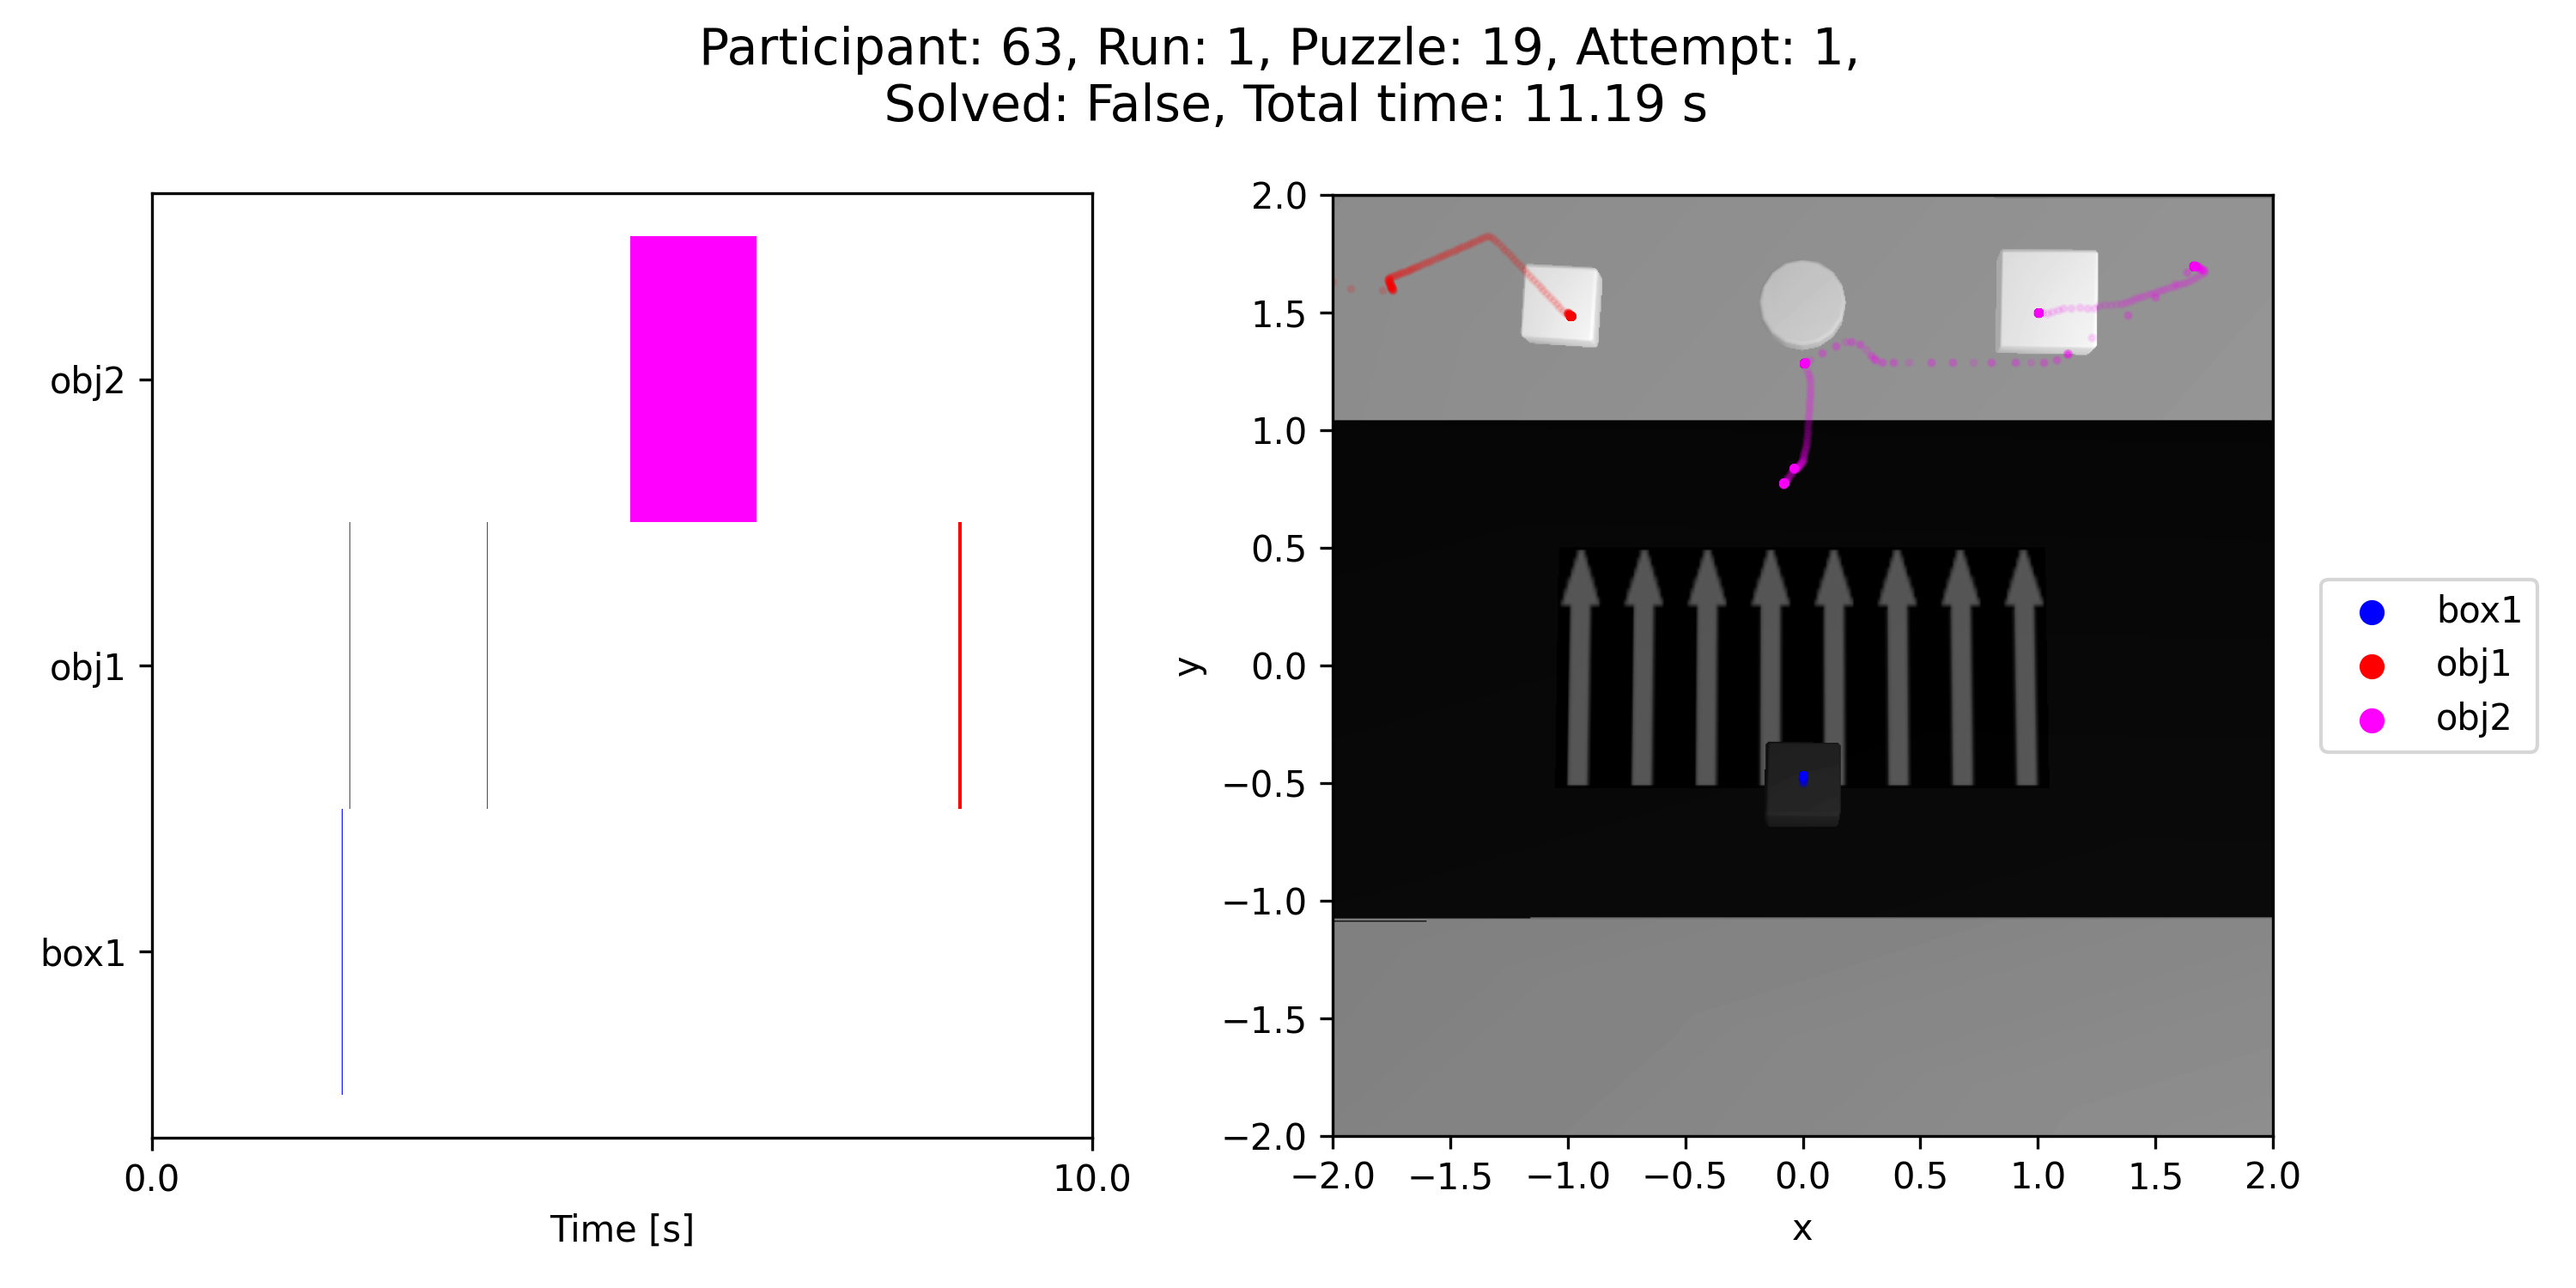 Participant: 63, Run: 1, Puzzle: 19, Attempt: 1,
Solved: False, Total time: 11.19 s
obj2
obj1
box1
0.0
10.0
Time [s]
2.0
1.5
1.0
0.5
0.0
−0.5
−1.0
−1.5
−2.0
y
−2.0
−1.5
−1.0
−0.5
0.0
0.5
1.0
1.5
2.0
x
box1
obj1
obj2